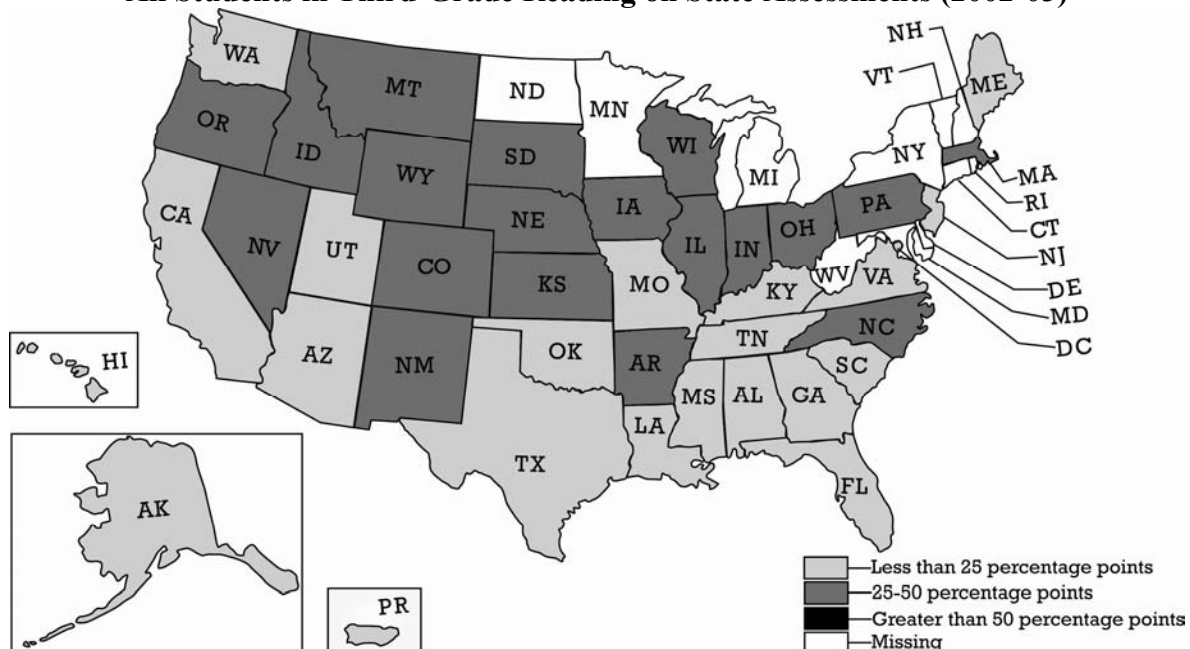 All Students in Third-Grade Reading on State Assessments (2002-03)
WA
MT
ND
MN
NH
VT
ME
OR
ID
WY
SD
WI
MI
NY
MA
RI
CT
NJ
DE
MD
DC
CA
NV
UT
CO
NE
IA
IL
IN
OH
PA
WV
VA
KS
MO
KY
NC
TN
SC
AZ
NM
OK
AR
MS
AL
GA
LA
TX
FL
HI
AK
PR
Less than 25 percentage points
25-50 percentage points
Greater than 50 percentage points
Missing